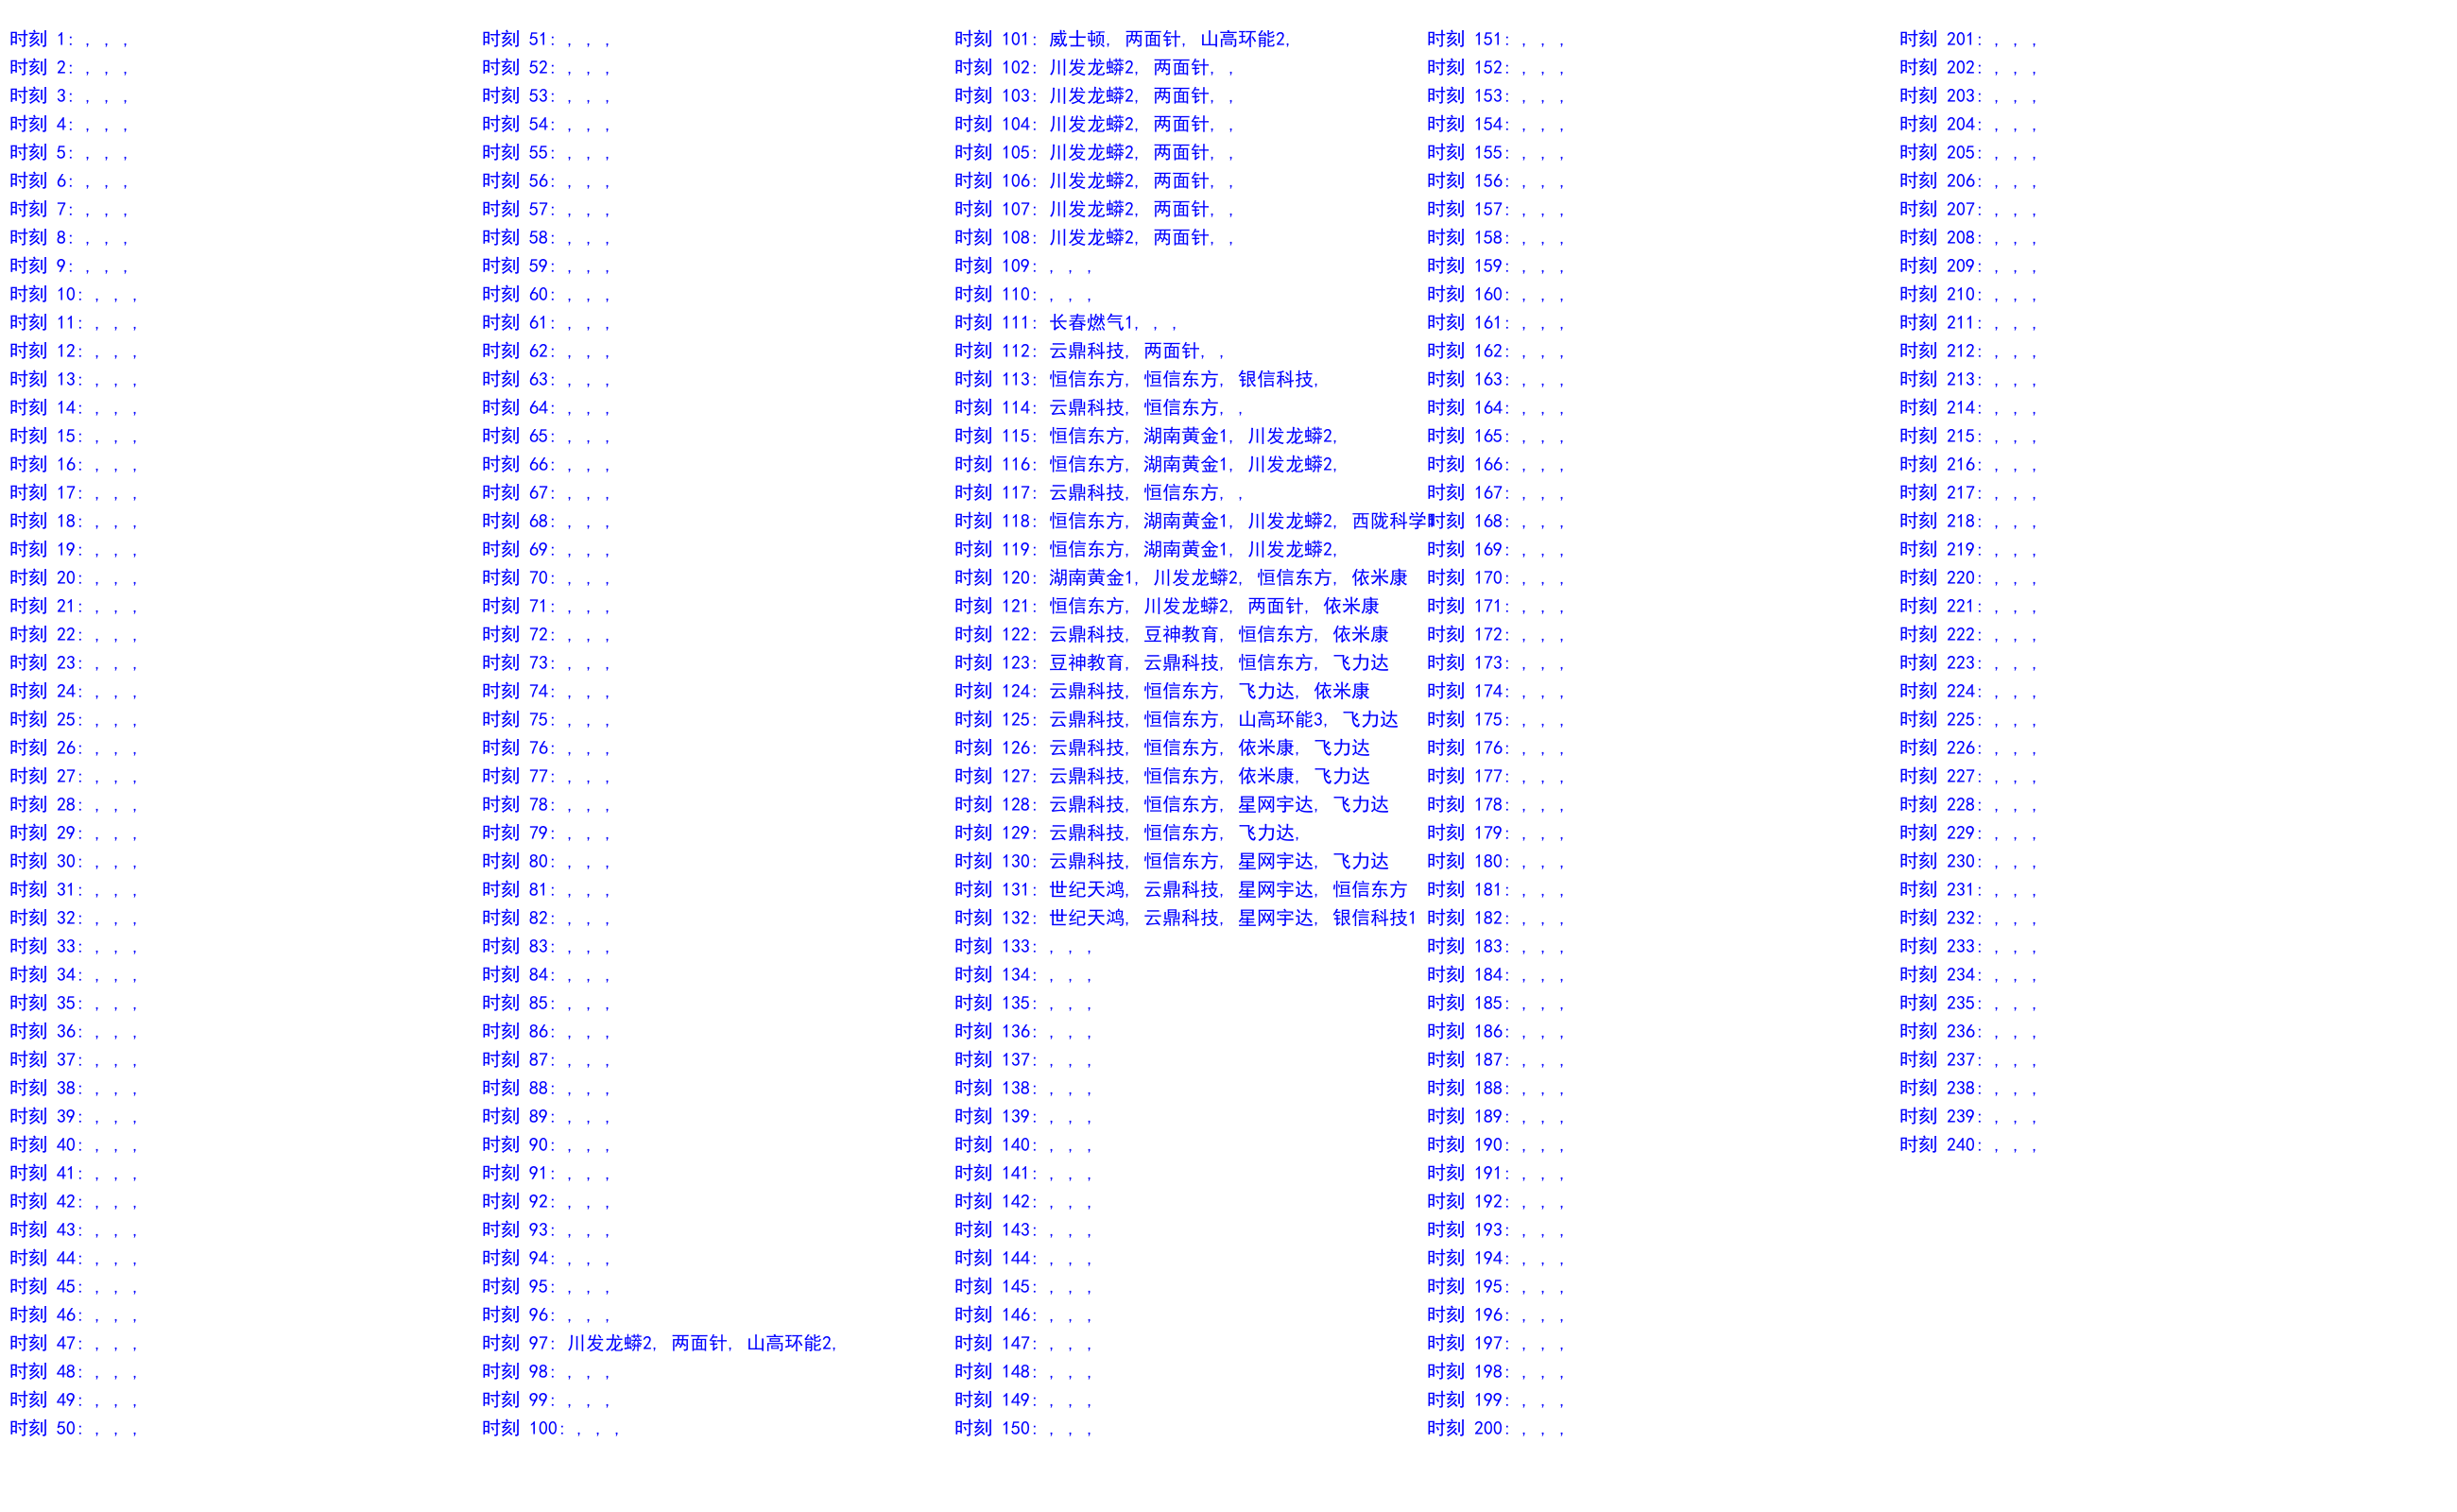 时刻 1: , , ,
时刻 2: , , ,
时刻 3: , , ,
时刻 4: , , ,
时刻 5: , , ,
时刻 6: , , ,
时刻 7: , , ,
时刻 8: , , ,
时刻 9: , , ,
时刻 10: , , ,
时刻 11: , , ,
时刻 12: , , ,
时刻 13: , , ,
时刻 14: , , ,
时刻 15: , , ,
时刻 16: , , ,
时刻 17: , , ,
时刻 18: , , ,
时刻 19: , , ,
时刻 20: , , ,
时刻 21: , , ,
时刻 22: , , ,
时刻 23: , , ,
时刻 24: , , ,
时刻 25: , , ,
时刻 26: , , ,
时刻 27: , , ,
时刻 28: , , ,
时刻 29: , , ,
时刻 30: , , ,
时刻 31: , , ,
时刻 32: , , ,
时刻 33: , , ,
时刻 34: , , ,
时刻 35: , , ,
时刻 36: , , ,
时刻 37: , , ,
时刻 38: , , ,
时刻 39: , , ,
时刻 40: , , ,
时刻 41: , , ,
时刻 42: , , ,
时刻 43: , , ,
时刻 44: , , ,
时刻 45: , , ,
时刻 46: , , ,
时刻 47: , , ,
时刻 48: , , ,
时刻 49: , , ,
时刻 50: , , ,
时刻 51: , , ,
时刻 52: , , ,
时刻 53: , , ,
时刻 54: , , ,
时刻 55: , , ,
时刻 56: , , ,
时刻 57: , , ,
时刻 58: , , ,
时刻 59: , , ,
时刻 60: , , ,
时刻 61: , , ,
时刻 62: , , ,
时刻 63: , , ,
时刻 64: , , ,
时刻 65: , , ,
时刻 66: , , ,
时刻 67: , , ,
时刻 68: , , ,
时刻 69: , , ,
时刻 70: , , ,
时刻 71: , , ,
时刻 72: , , ,
时刻 73: , , ,
时刻 74: , , ,
时刻 75: , , ,
时刻 76: , , ,
时刻 77: , , ,
时刻 78: , , ,
时刻 79: , , ,
时刻 80: , , ,
时刻 81: , , ,
时刻 82: , , ,
时刻 83: , , ,
时刻 84: , , ,
时刻 85: , , ,
时刻 86: , , ,
时刻 87: , , ,
时刻 88: , , ,
时刻 89: , , ,
时刻 90: , , ,
时刻 91: , , ,
时刻 92: , , ,
时刻 93: , , ,
时刻 94: , , ,
时刻 95: , , ,
时刻 96: , , ,
时刻 97: 川发龙蟒2, 两面针, 山高环能2,
时刻 98: , , ,
时刻 99: , , ,
时刻 100: , , ,
时刻 101: 威士顿, 两面针, 山高环能2,
时刻 102: 川发龙蟒2, 两面针, ,
时刻 103: 川发龙蟒2, 两面针, ,
时刻 104: 川发龙蟒2, 两面针, ,
时刻 105: 川发龙蟒2, 两面针, ,
时刻 106: 川发龙蟒2, 两面针, ,
时刻 107: 川发龙蟒2, 两面针, ,
时刻 108: 川发龙蟒2, 两面针, ,
时刻 109: , , ,
时刻 110: , , ,
时刻 111: 长春燃气1, , ,
时刻 112: 云鼎科技, 两面针, ,
时刻 113: 恒信东方, 恒信东方, 银信科技,
时刻 114: 云鼎科技, 恒信东方, ,
时刻 115: 恒信东方, 湖南黄金1, 川发龙蟒2,
时刻 116: 恒信东方, 湖南黄金1, 川发龙蟒2,
时刻 117: 云鼎科技, 恒信东方, ,
时刻 118: 恒信东方, 湖南黄金1, 川发龙蟒2, 西陇科学
时刻 119: 恒信东方, 湖南黄金1, 川发龙蟒2,
时刻 120: 湖南黄金1, 川发龙蟒2, 恒信东方, 依米康
时刻 121: 恒信东方, 川发龙蟒2, 两面针, 依米康
时刻 122: 云鼎科技, 豆神教育, 恒信东方, 依米康
时刻 123: 豆神教育, 云鼎科技, 恒信东方, 飞力达
时刻 124: 云鼎科技, 恒信东方, 飞力达, 依米康
时刻 125: 云鼎科技, 恒信东方, 山高环能3, 飞力达
时刻 126: 云鼎科技, 恒信东方, 依米康, 飞力达
时刻 127: 云鼎科技, 恒信东方, 依米康, 飞力达
时刻 128: 云鼎科技, 恒信东方, 星网宇达, 飞力达
时刻 129: 云鼎科技, 恒信东方, 飞力达,
时刻 130: 云鼎科技, 恒信东方, 星网宇达, 飞力达
时刻 131: 世纪天鸿, 云鼎科技, 星网宇达, 恒信东方
时刻 132: 世纪天鸿, 云鼎科技, 星网宇达, 银信科技1
时刻 133: , , ,
时刻 134: , , ,
时刻 135: , , ,
时刻 136: , , ,
时刻 137: , , ,
时刻 138: , , ,
时刻 139: , , ,
时刻 140: , , ,
时刻 141: , , ,
时刻 142: , , ,
时刻 143: , , ,
时刻 144: , , ,
时刻 145: , , ,
时刻 146: , , ,
时刻 147: , , ,
时刻 148: , , ,
时刻 149: , , ,
时刻 150: , , ,
时刻 151: , , ,
时刻 152: , , ,
时刻 153: , , ,
时刻 154: , , ,
时刻 155: , , ,
时刻 156: , , ,
时刻 157: , , ,
时刻 158: , , ,
时刻 159: , , ,
时刻 160: , , ,
时刻 161: , , ,
时刻 162: , , ,
时刻 163: , , ,
时刻 164: , , ,
时刻 165: , , ,
时刻 166: , , ,
时刻 167: , , ,
时刻 168: , , ,
时刻 169: , , ,
时刻 170: , , ,
时刻 171: , , ,
时刻 172: , , ,
时刻 173: , , ,
时刻 174: , , ,
时刻 175: , , ,
时刻 176: , , ,
时刻 177: , , ,
时刻 178: , , ,
时刻 179: , , ,
时刻 180: , , ,
时刻 181: , , ,
时刻 182: , , ,
时刻 183: , , ,
时刻 184: , , ,
时刻 185: , , ,
时刻 186: , , ,
时刻 187: , , ,
时刻 188: , , ,
时刻 189: , , ,
时刻 190: , , ,
时刻 191: , , ,
时刻 192: , , ,
时刻 193: , , ,
时刻 194: , , ,
时刻 195: , , ,
时刻 196: , , ,
时刻 197: , , ,
时刻 198: , , ,
时刻 199: , , ,
时刻 200: , , ,
时刻 201: , , ,
时刻 202: , , ,
时刻 203: , , ,
时刻 204: , , ,
时刻 205: , , ,
时刻 206: , , ,
时刻 207: , , ,
时刻 208: , , ,
时刻 209: , , ,
时刻 210: , , ,
时刻 211: , , ,
时刻 212: , , ,
时刻 213: , , ,
时刻 214: , , ,
时刻 215: , , ,
时刻 216: , , ,
时刻 217: , , ,
时刻 218: , , ,
时刻 219: , , ,
时刻 220: , , ,
时刻 221: , , ,
时刻 222: , , ,
时刻 223: , , ,
时刻 224: , , ,
时刻 225: , , ,
时刻 226: , , ,
时刻 227: , , ,
时刻 228: , , ,
时刻 229: , , ,
时刻 230: , , ,
时刻 231: , , ,
时刻 232: , , ,
时刻 233: , , ,
时刻 234: , , ,
时刻 235: , , ,
时刻 236: , , ,
时刻 237: , , ,
时刻 238: , , ,
时刻 239: , , ,
时刻 240: , , ,